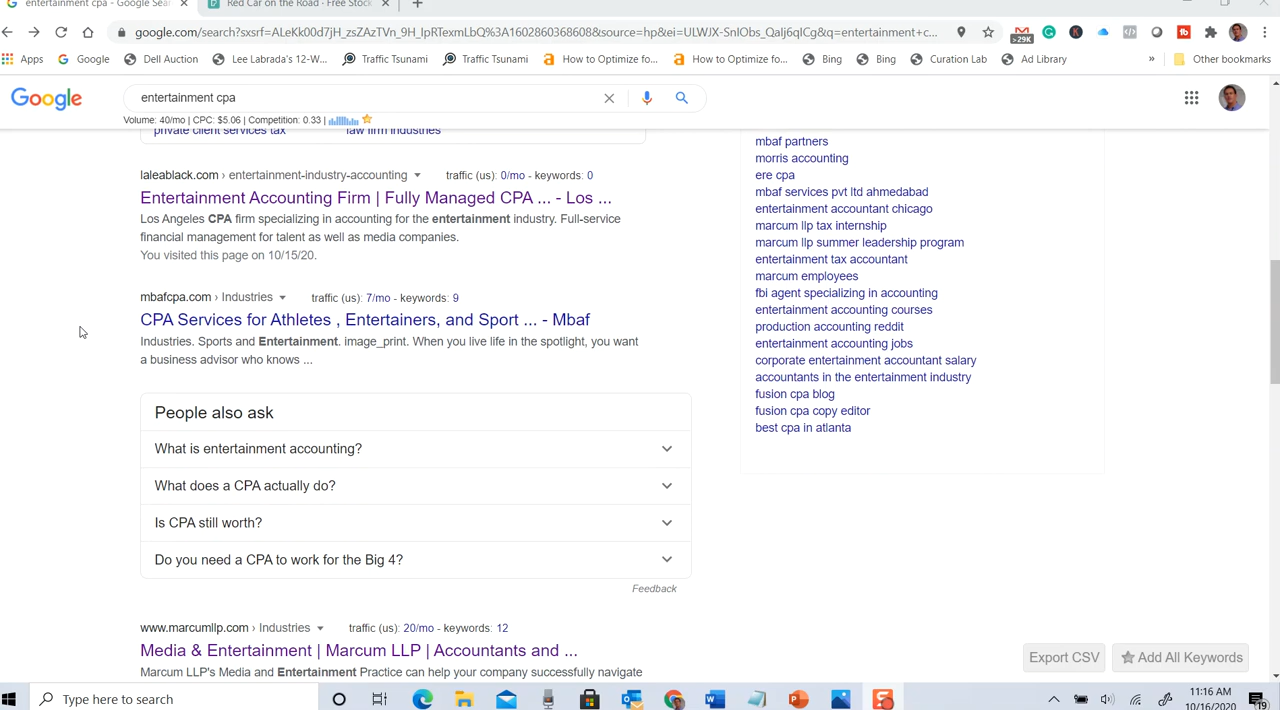 entertainment cpa - Google Sear
Red Car on the Road - Free Stock
google.com/search?sxsrf=ALeKk00d7jH_zsZAzTVn_9H_IpRTexmLbQ%3A1602860368608&source=hp&ei=ULWJX-SnIObs_QaIj6qICg&q=entertainment+c...
>29K
Apps Google Dell Auction Lee Labrada's 12-W... Traffic Tsunami Traffic Tsunami How to Optimize fo... How to Optimize fo... Bing Bing Curation Lab Ad Library » Other bookmarks
Google
entertainment cpa
Volume: 40/mo | CPC: $5.06 | Competition: 0.33 |
private client services tax law firm industries
laleablack.com › entertainment-industry-accounting traffic (us): 0/mo - keywords: 0
Entertainment Accounting Firm | Fully Managed CPA ... - Los ...
Los Angeles CPA firm specializing in accounting for the entertainment industry. Full-service
financial management for talent as well as media companies.
You visited this page on 10/15/20.
mbafcpa.com › Industries traffic (us): 7/mo - keywords: 9
CPA Services for Athletes , Entertainers, and Sport ... - Mbaf
Industries. Sports and Entertainment. image_print. When you live life in the spotlight, you want
a business advisor who knows ...
People also ask
What is entertainment accounting?
What does a CPA actually do?
Is CPA still worth?
Do you need a CPA to work for the Big 4?
Feedback
www.marcumllp.com › Industries traffic (us): 20/mo - keywords: 12
Media & Entertainment | Marcum LLP | Accountants and ...
Marcum LLP's Media and Entertainment Practice can help your company successfully navigate
mbaf partners
morris accounting
ere cpa
mbaf services pvt ltd ahmedabad
entertainment accountant chicago
marcum llp tax internship
marcum llp summer leadership program
entertainment tax accountant
marcum employees
fbi agent specializing in accounting
entertainment accounting courses
production accounting reddit
entertainment accounting jobs
corporate entertainment accountant salary
accountants in the entertainment industry
fusion cpa blog
fusion cpa copy editor
best cpa in atlanta
Export CSV Add All Keywords
Type here to search
11:16 AM
10/16/2020
19